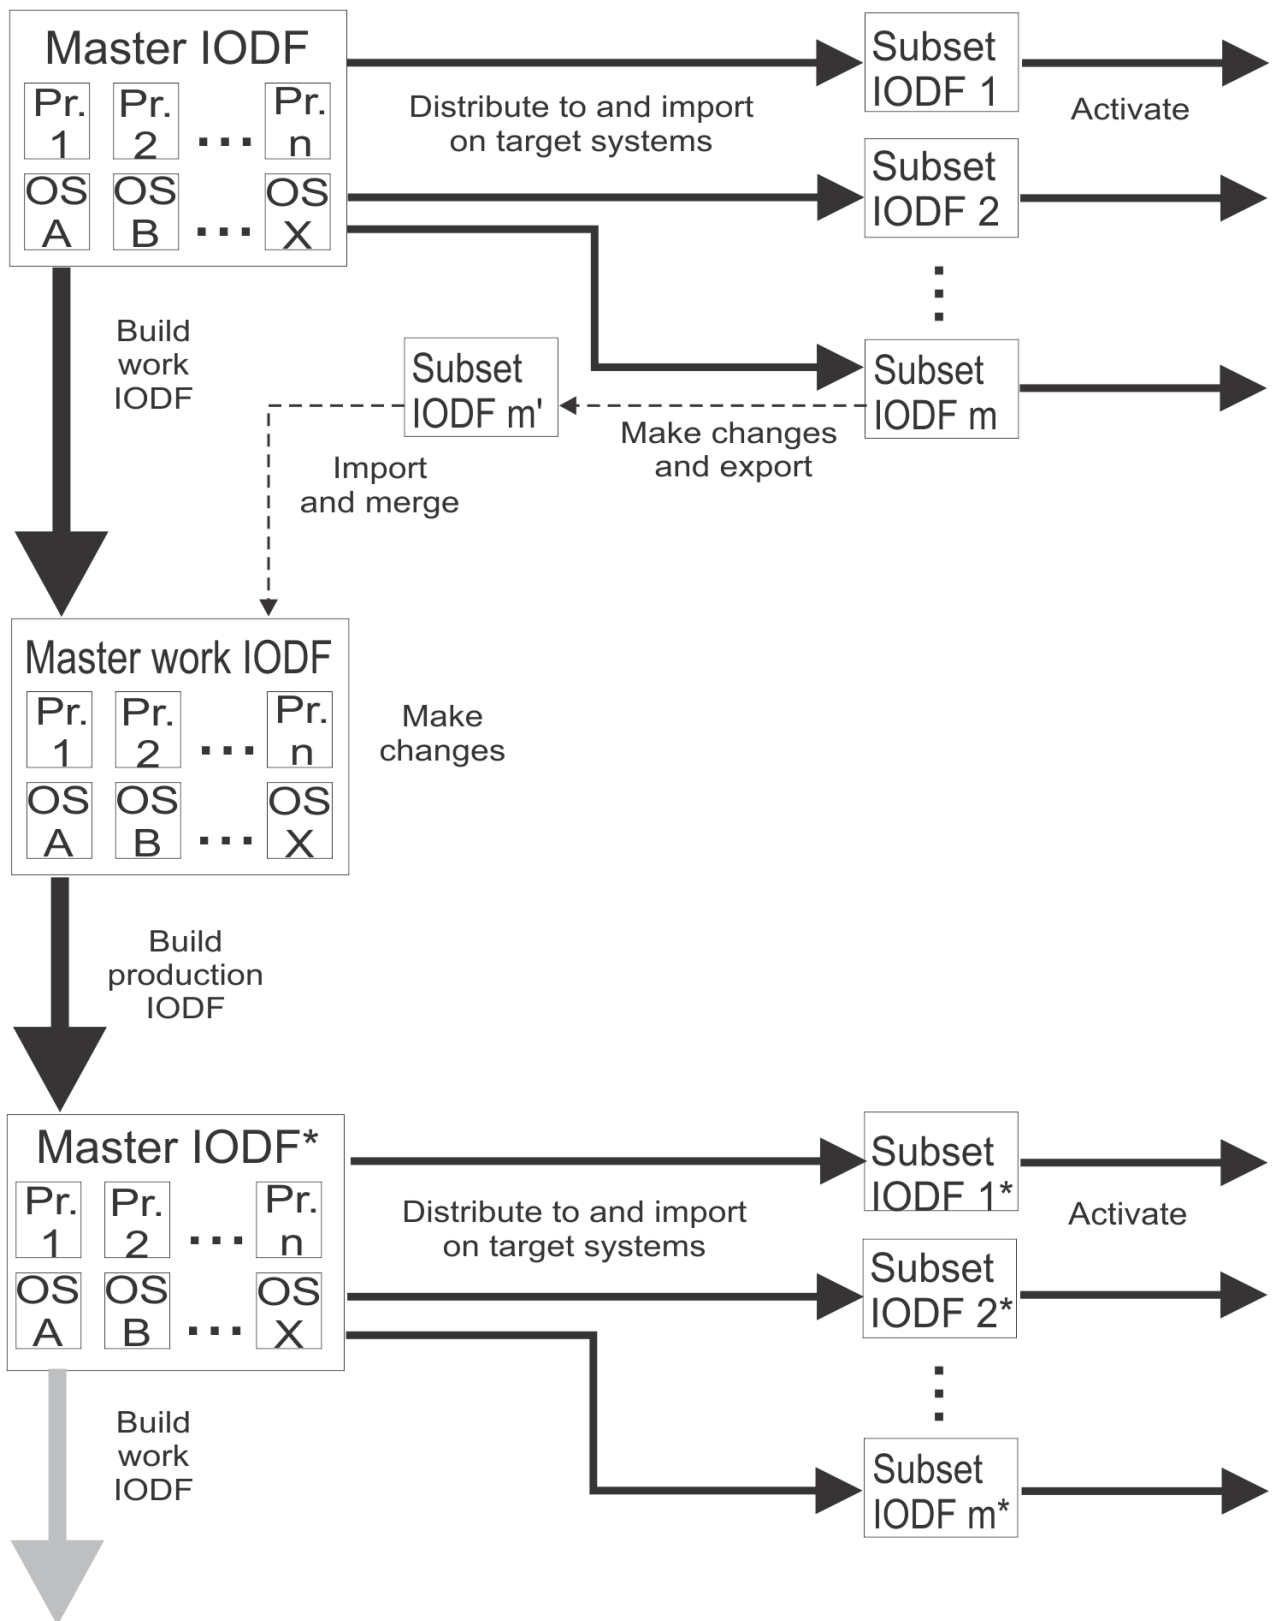 Master IODF
Pr. Pr. ... Pr.
1 2 n
OS OS OS
A B ... X
Distribute to and import
on target systems
Subset
IODF 1
Activate
Subset
IODF 2
Build
work
IODF
Subset
IODF m'
Make changes
and export
Subset
IODF m
Import
and merge
Master work IODF
Pr. Pr. ... Pr.
1 2 n
OS OS OS
A B ... X
Make
changes
Build
production
IODF
Master IODF*
Pr. Pr. ... Pr.
1 2 n
OS OS OS
A B ... X
Distribute to and import
on target systems
Subset
IODF 1*
Activate
Subset
IODF 2*
Build
work
IODF
Subset
IODF m*